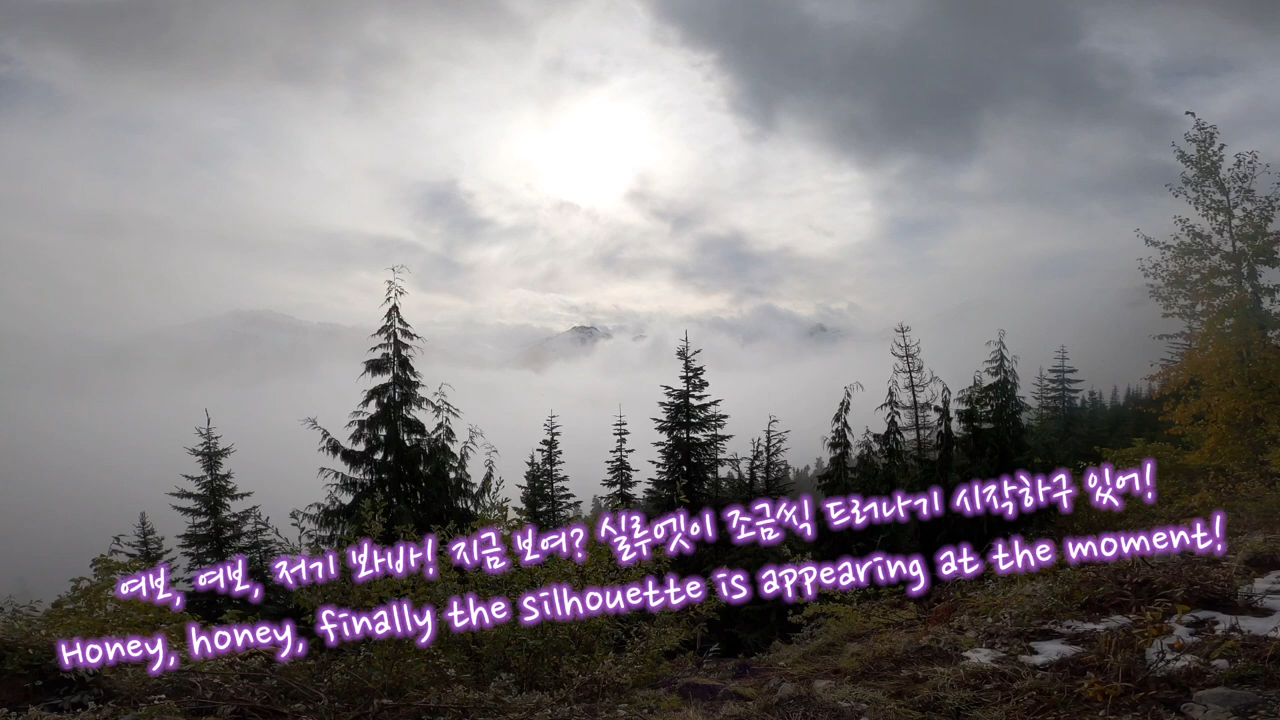 여보, 여보, 저기 봐바! 지금 보여? 실루엣이 조금씩 드러나기 시작하구 있어!
Honey, honey, finally the silhouette is appearing at the moment!